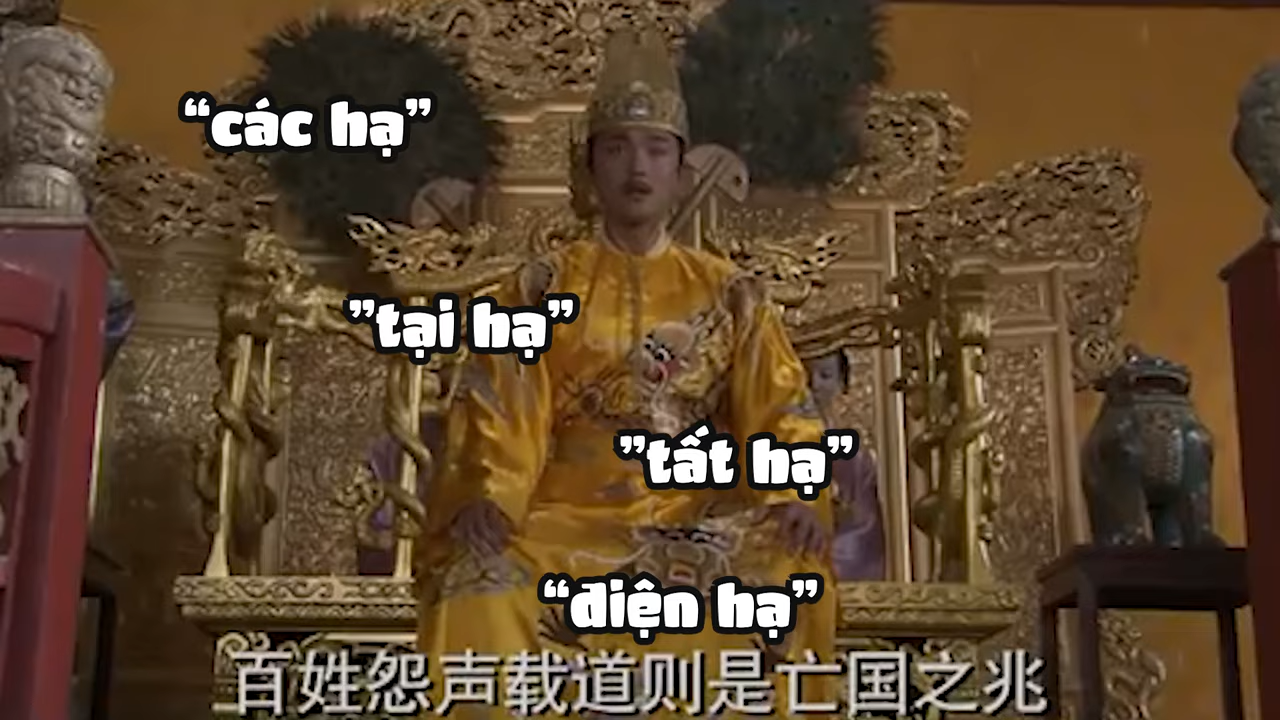 “các hạ”
”tại hạ”
”tất hạ”
“điện hạ”
百姓怨声载道则是亡国之兆